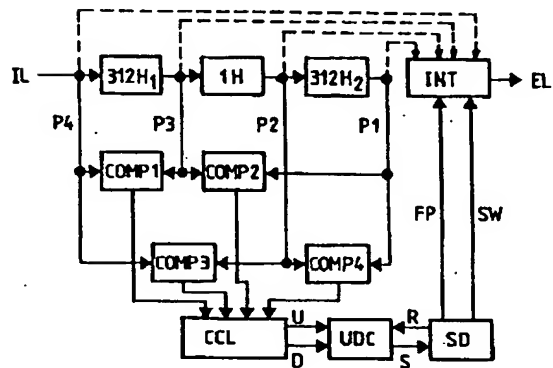 IL 312H1 1H 312H2 INT EL
P4 P3 P2 P1
COMP1 COMP2 FP SW
COMP3 COMP4
CCL U UDC R SD
D S